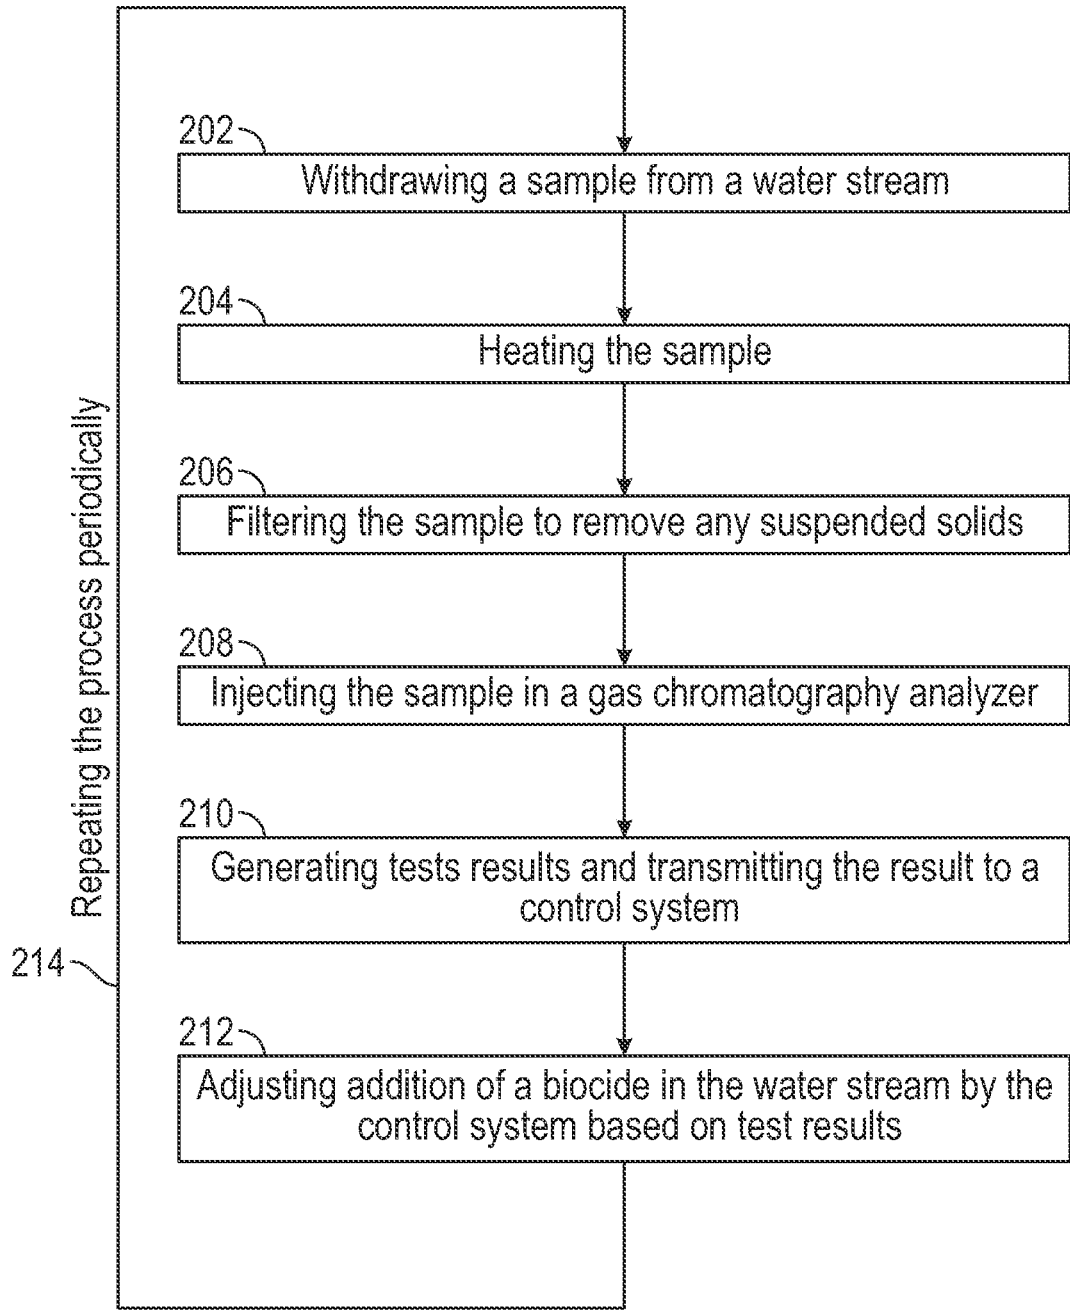 202
Withdrawing a sample from a water stream
204
Heating the sample
206
Filtering the sample to remove any suspended solids
208
Injecting the sample in a gas chromatography analyzer
210
Generating tests results and transmitting the result to a
control system
212
Adjusting addition of a biocide in the water stream by the
control system based on test results
Repeating the process periodically
214